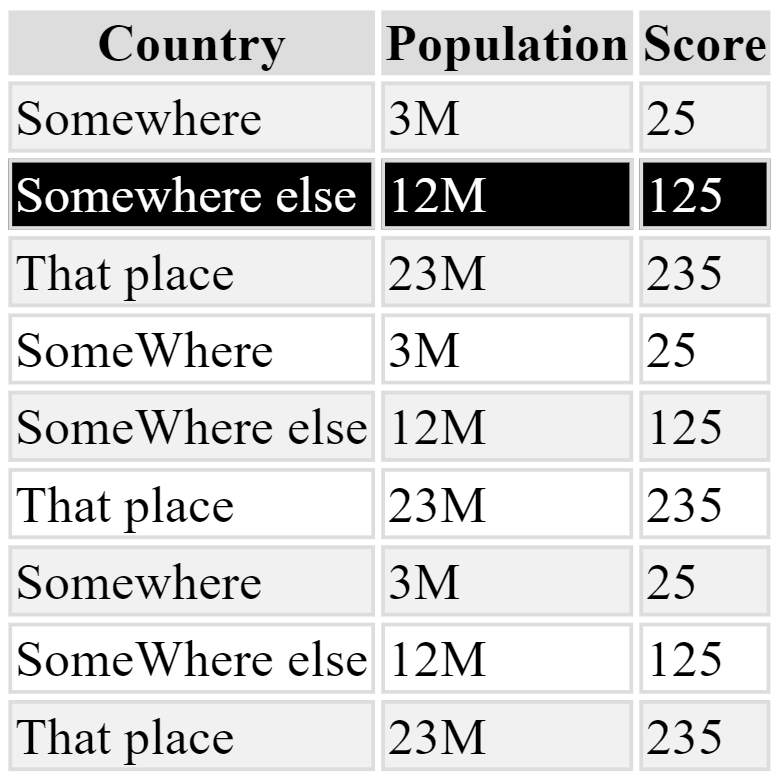 Country Population Score
Somewhere 3M 25
Somewhere else 12M 125
That place 23M 235
SomeWhere 3M 25
SomeWhere else 12M 125
That place 23M 235
Somewhere 3M 25
SomeWhere else 12M 125
That place 23M 235